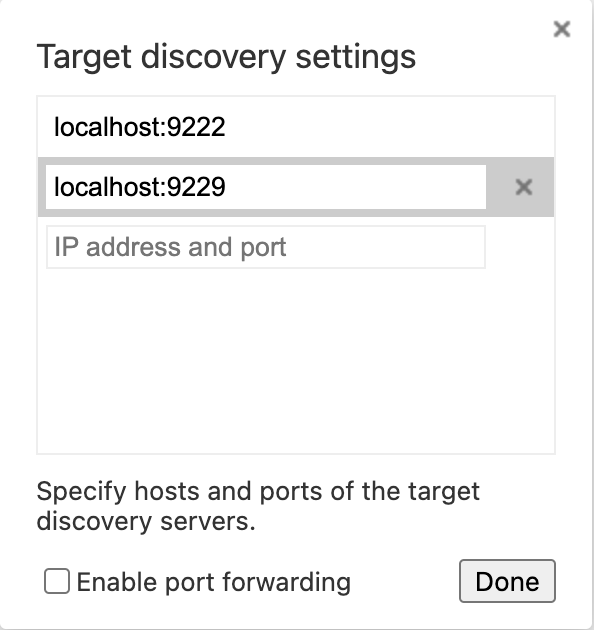 Target discovery settings
localhost:9222
localhost:9229
IP address and port
Specify hosts and ports of the target
discovery servers.
Enable port forwarding
Done